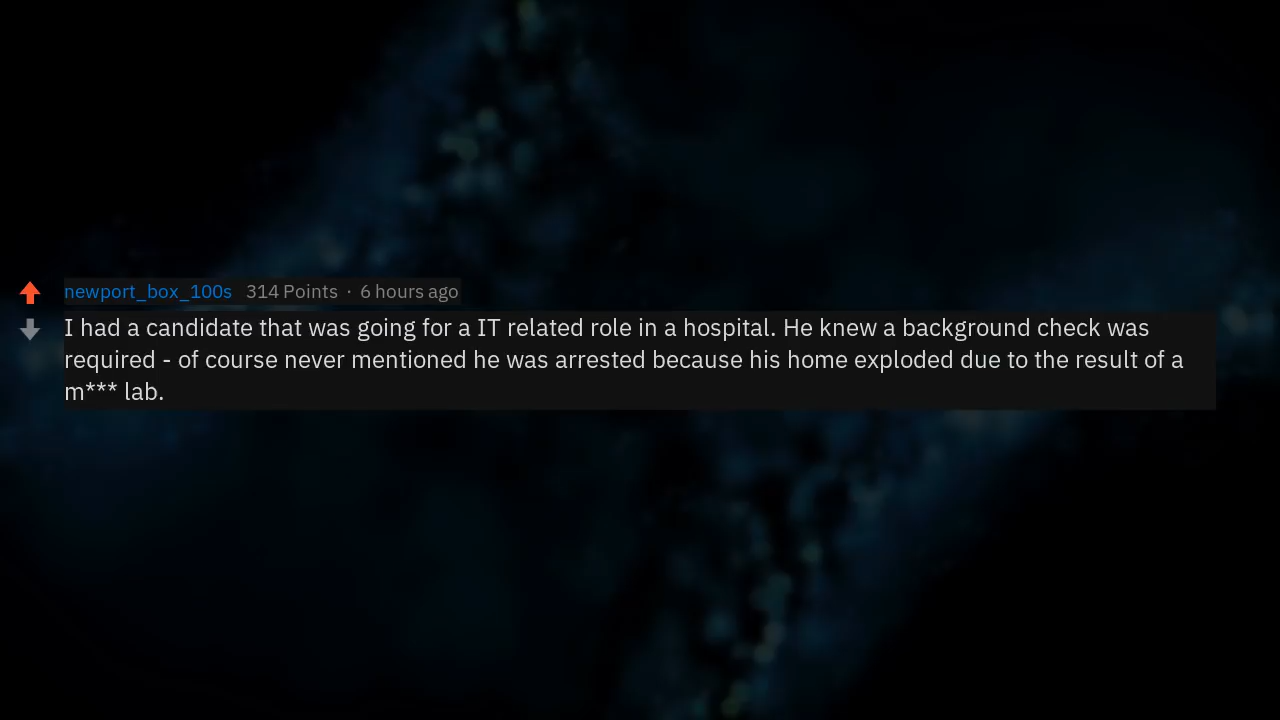 newport_box_100s 314 Points · 6 hours ago
I had a candidate that was going for a IT related role in a hospital. He knew a background check was
required - of course never mentioned he was arrested because his home exploded due to the result of a
m*** lab.